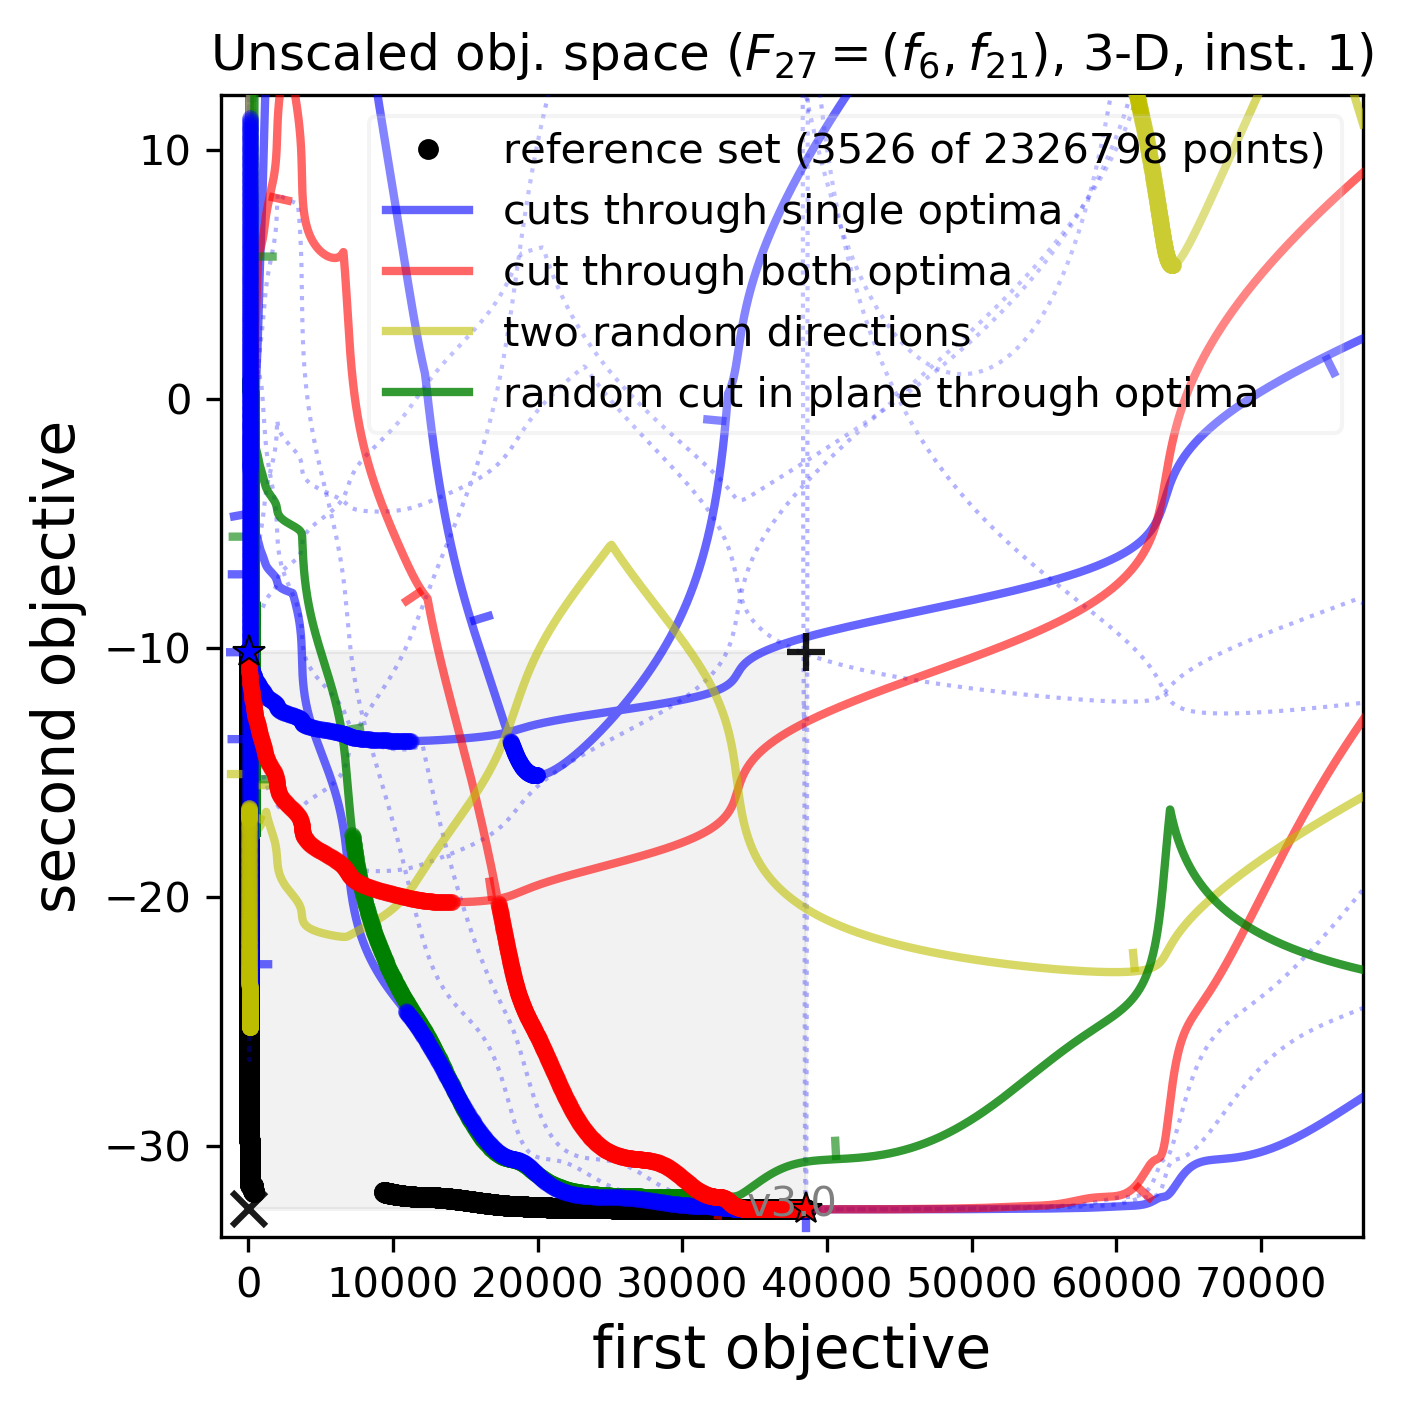 Unscaled obj. space (F₂₇ = (f₆, f₂₁), 3-D, inst. 1)
reference set (3526 of 2326798 points)
cuts through single optima
cut through both optima
two random directions
random cut in plane through optima
10
0
−10
−20
−30
second objective
v3.0
0 10000 20000 30000 40000 50000 60000 70000
first objective